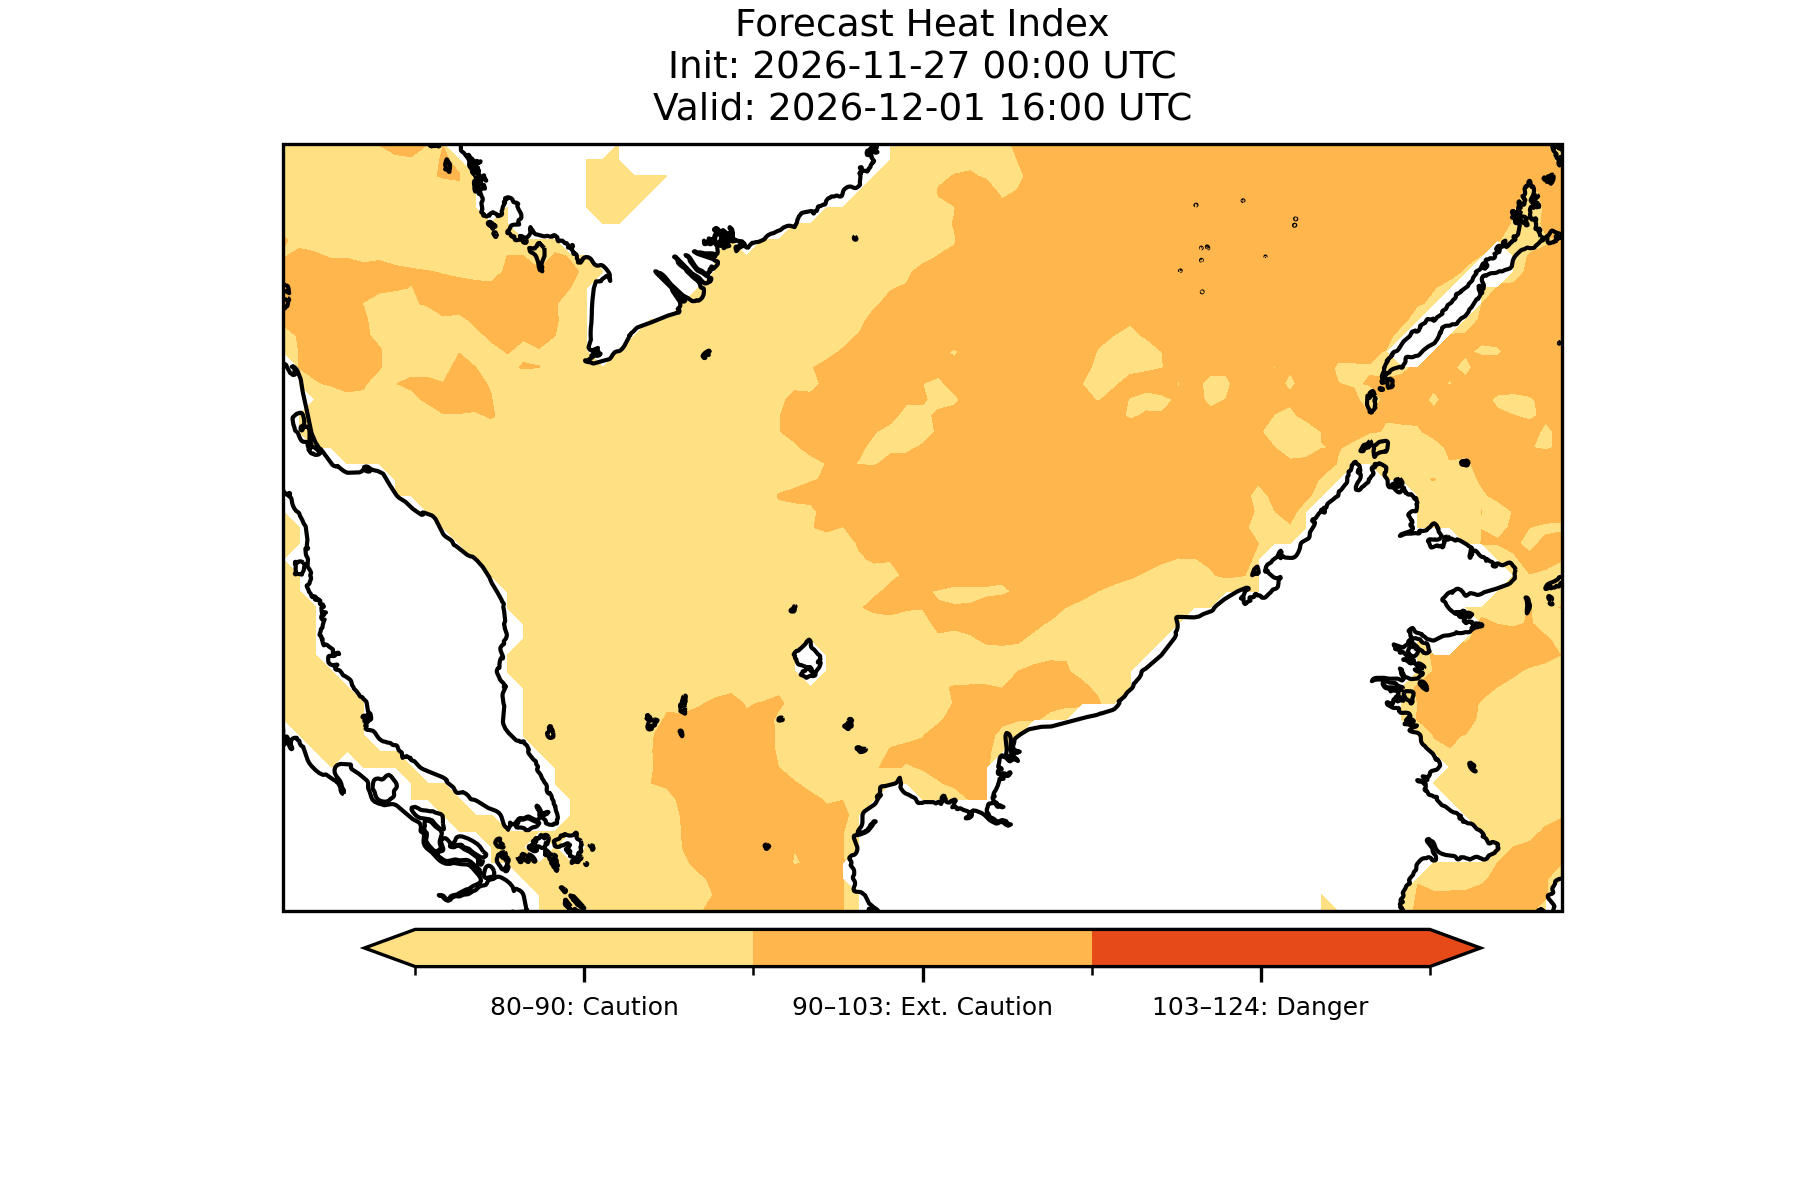 Forecast Heat Index
Init: 2026-11-27 00:00 UTC
Valid: 2026-12-01 16:00 UTC
80–90: Caution
90–103: Ext. Caution
103–124: Danger